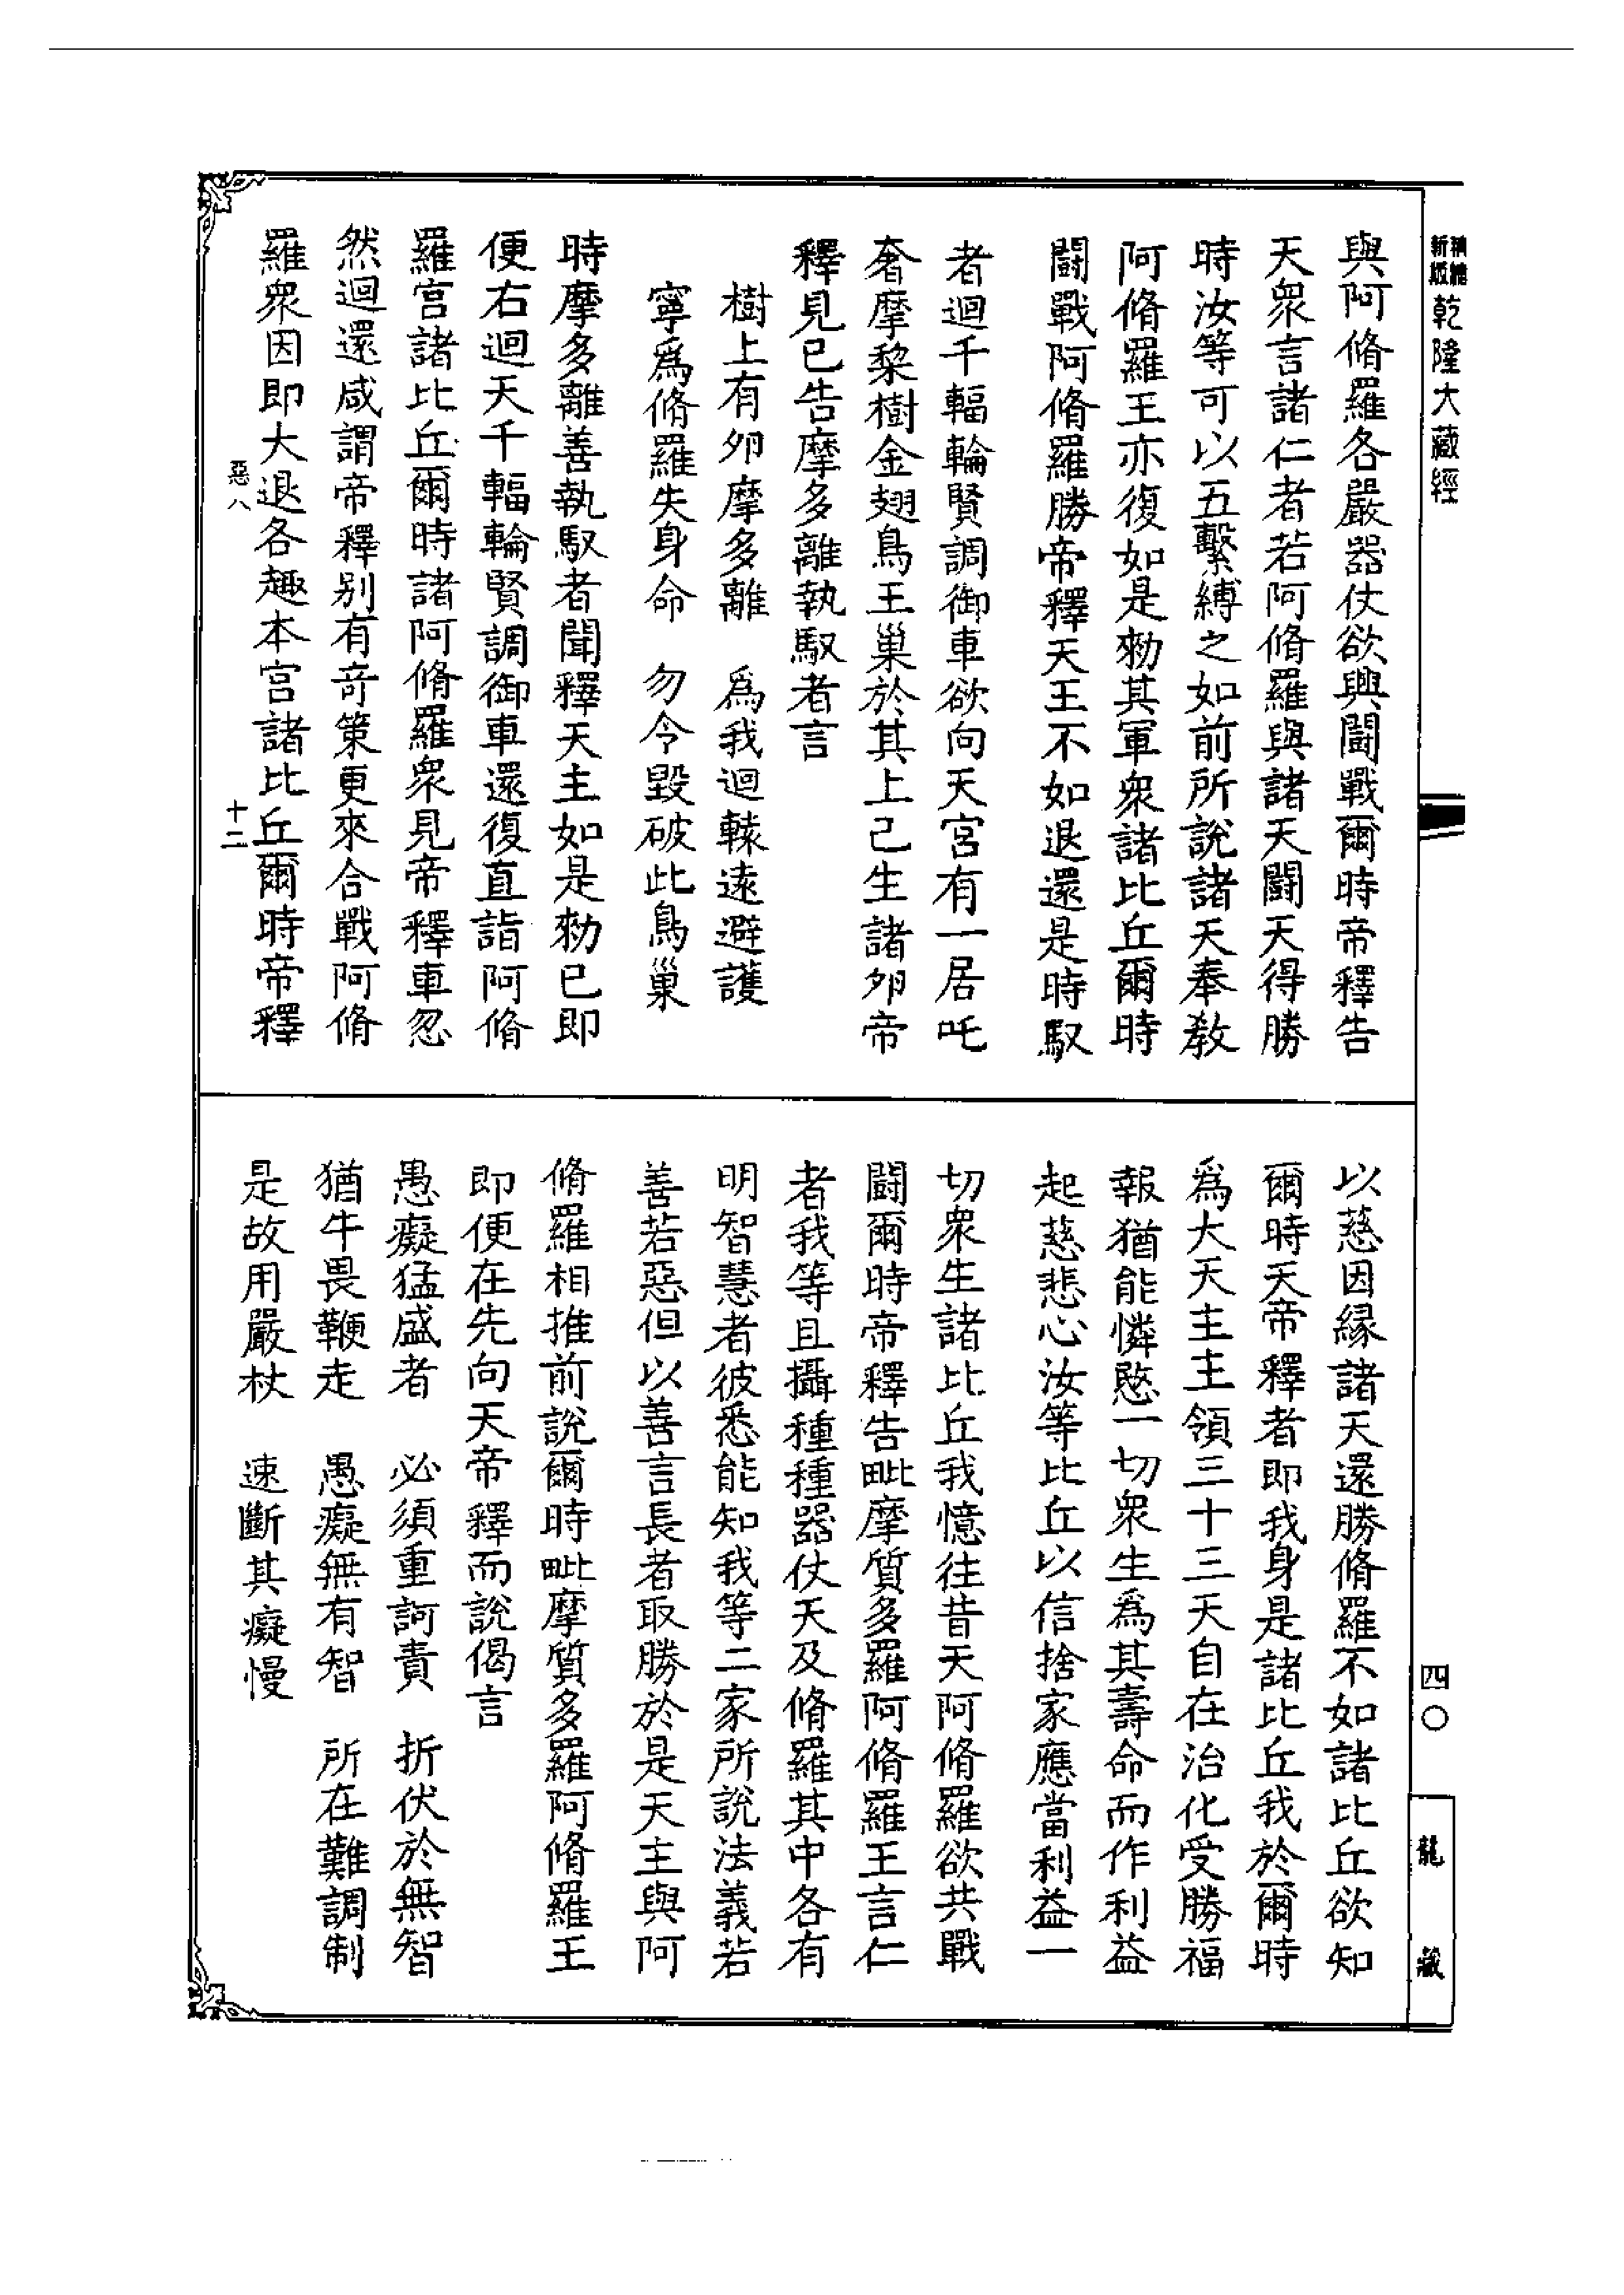 精繕新版乾隆大藏經
與阿脩羅各嚴器仗欲與鬪戰爾時帝釋告
天衆言諸仁者若阿脩羅與諸天鬪天得勝
時汝等可以五繫縛之如前所說諸天奉教
阿脩羅王亦復如是勑其軍衆諸比丘爾時
鬪戰阿脩羅勝帝釋天王不如退還是時馭
者迴千輻輪賢調御車欲向天宮有一居吒
奢摩黎樹金翅鳥王巢於其上已生諸夘帝
釋見已告摩多離執馭者言
樹上有夘摩多離　爲我迴轅遠避護
寧爲脩羅失身命　勿令毀破此鳥巢
時摩多離善執馭者聞釋天主如是勑已即
便右迴天千輻輪賢調御車還復直詣阿脩
羅宮諸比丘爾時諸阿脩羅衆見帝釋車忽
然迴還咸謂帝釋别有奇策更來合戰阿脩
羅衆因即大退各趣本宮諸比丘爾時帝釋
惡八　十二
以慈因縁諸天還勝脩羅不如諸比丘欲知
爾時天帝釋者即我身是諸比丘我於爾時
爲大天主主領三十三天自在治化受勝福
報猶能憐愍一切衆生爲其壽命而作利益
起慈悲心汝等比丘以信捨家應當利益一
切衆生諸比丘我憶往昔天阿脩羅欲共戰
鬪爾時帝釋告毗摩質多羅阿脩羅王言仁
者我等且攝種種器仗天及脩羅其中各有
明智慧者彼悉能知我等二家所說法義若
善若惡但以善言長者取勝於是天主與阿
脩羅相推前說爾時毗摩質多羅阿脩羅王
即便在先向天帝釋而說偈言
愚癡猛盛者　必須重訶責　折伏於無智
猶牛畏鞭走　愚癡無有智　所在難調制
是故用嚴杖　速斷其癡慢
四〇
龍藏